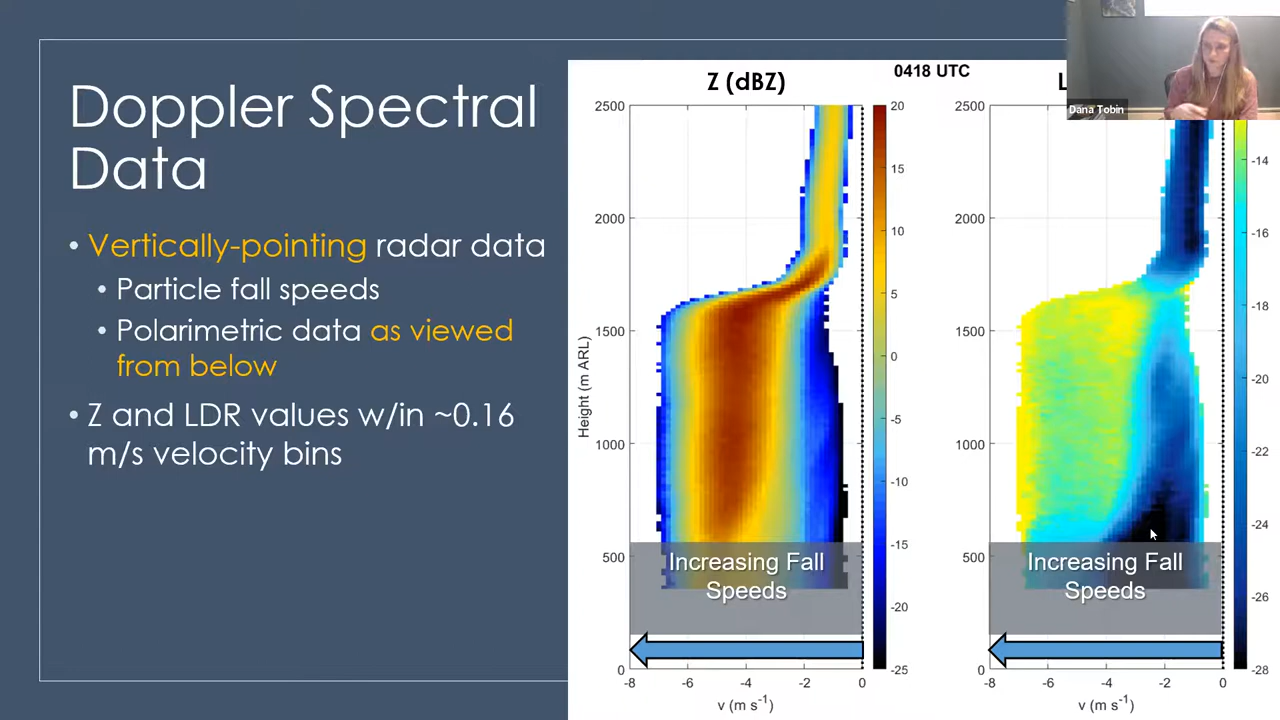 Doppler Spectral
Data
• Vertically-pointing radar data
• Particle fall speeds
• Polarimetric data as viewed
from below
• Z and LDR values w/in ~0.16
m/s velocity bins
Z (dBZ)
0418 UTC
L
Dana Tobin
Height (m ARL)
2500
2000
1500
1000
500
0
-8
-6
-4
-2
0
v (m s-1)
Increasing Fall
Speeds
20
15
10
5
0
-5
-10
-15
-20
-25
2500
2000
1500
1000
500
0
-8
-6
-4
-2
0
v (m s-1)
Increasing Fall
Speeds
-14
-16
-18
-20
-22
-24
-26
-28